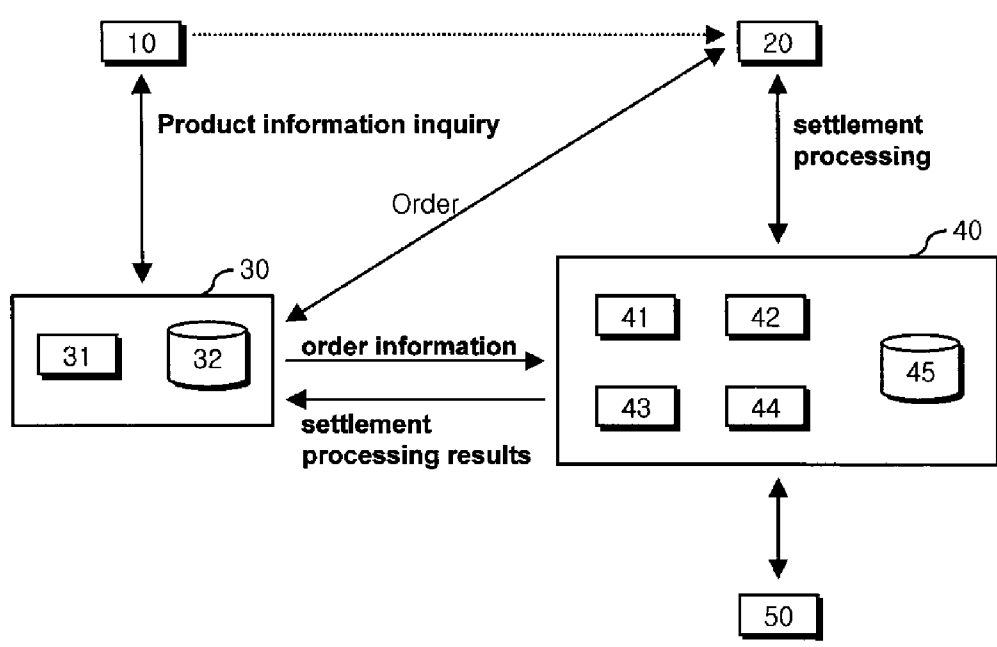 10
20
Product information inquiry
settlement
processing
Order
40
30
41
42
31
32
order information
45
43
44
settlement
processing results
50